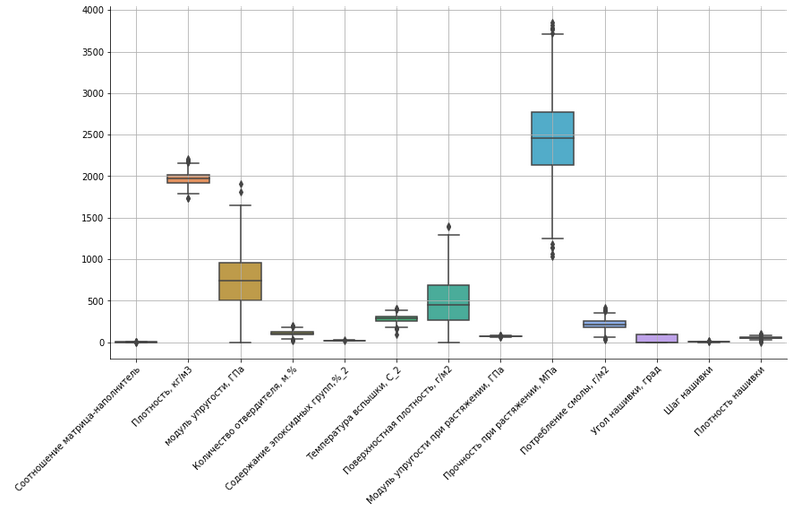 4000
3500
3000
2500
2000
1500
1000
500
0
Соотношение матрица-наполнитель
Плотность, кг/м3
модуль упругости, ГПа
Количество отвердителя, м.%
Содержание эпоксидных групп,%_2
Температура вспышки, С_2
Поверхностная плотность, г/м2
Модуль упругости при растяжении, ГПа
Прочность при растяжении, МПа
Потребление смолы, г/м2
Угол нашивки, град
Шаг нашивки
Плотность нашивки